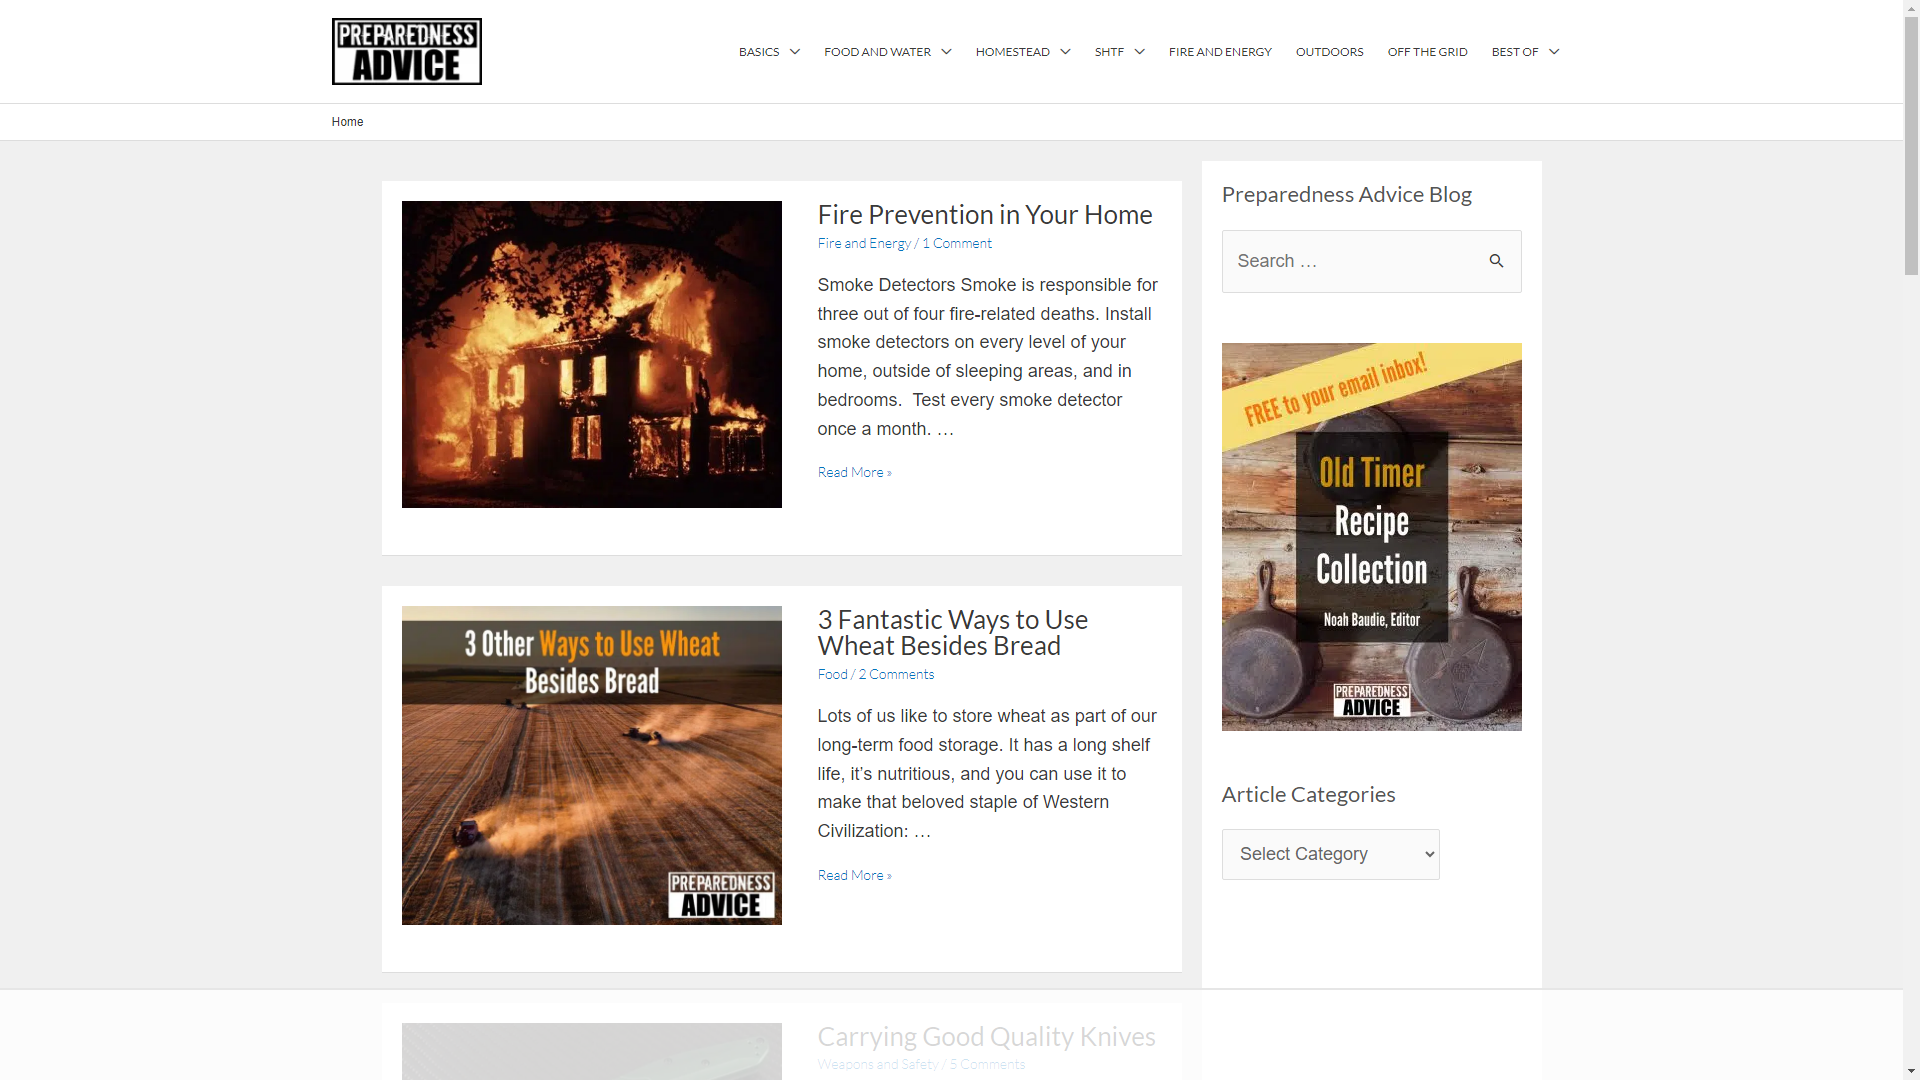 PREPAREDNESS
ADVICE
BASICS
FOOD AND WATER
HOMESTEAD
SHTF
FIRE AND ENERGY
OUTDOORS
OFF THE GRID
BEST OF
Home
Fire Prevention in Your Home
Fire and Energy / 1 Comment
Smoke Detectors Smoke is responsible for
three out of four fire-related deaths. Install
smoke detectors on every level of your
home, outside of sleeping areas, and in
bedrooms.  Test every smoke detector
once a month. …
Read More »
3 Other Ways to Use Wheat
Besides Bread
PREPAREDNESS
ADVICE
3 Fantastic Ways to Use
Wheat Besides Bread
Food / 2 Comments
Lots of us like to store wheat as part of our
long-term food storage. It has a long shelf
life, it’s nutritious, and you can use it to
make that beloved staple of Western
Civilization: …
Read More »
Carrying Good Quality Knives
Weapons and Safety / 5 Comments
Preparedness Advice Blog
Search …
FREE to your email inbox!
Old Timer
Recipe
Collection
Noah Baudie, Editor
PREPAREDNESS
ADVICE
Article Categories
Select Category